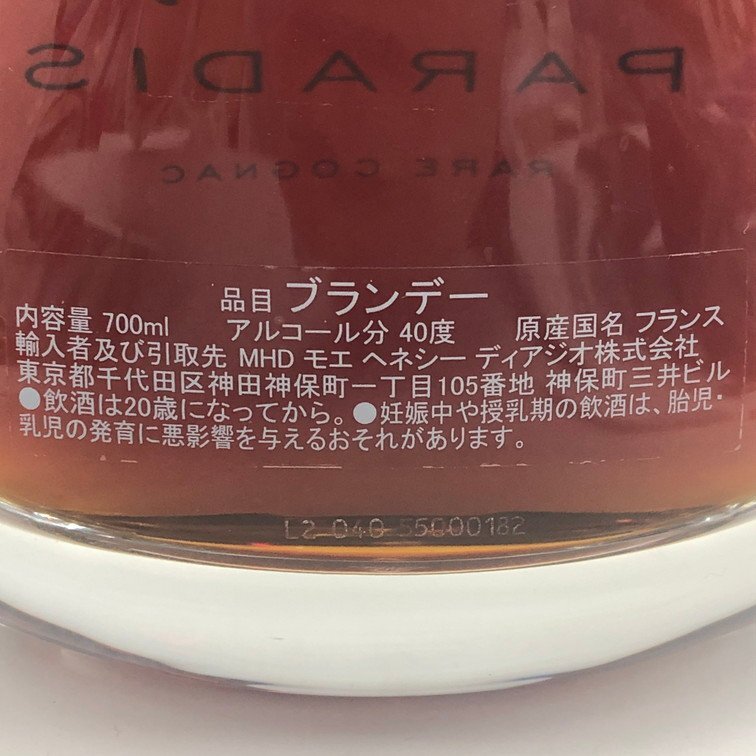 PARADIS
RARE COGNAC
品目 ブランデー
内容量 700ml アルコール分 40度 原産国名 フランス
輸入者及び引取先 MHD モエ ヘネシー ディアジオ株式会社
東京都千代田区神田神保町一丁目105番地 神保町三井ビル
●飲酒は20歳になってから。●妊娠中や授乳期の飲酒は、胎児・
乳児の発育に悪影響を与えるおそれがあります。
L2 040 55000182